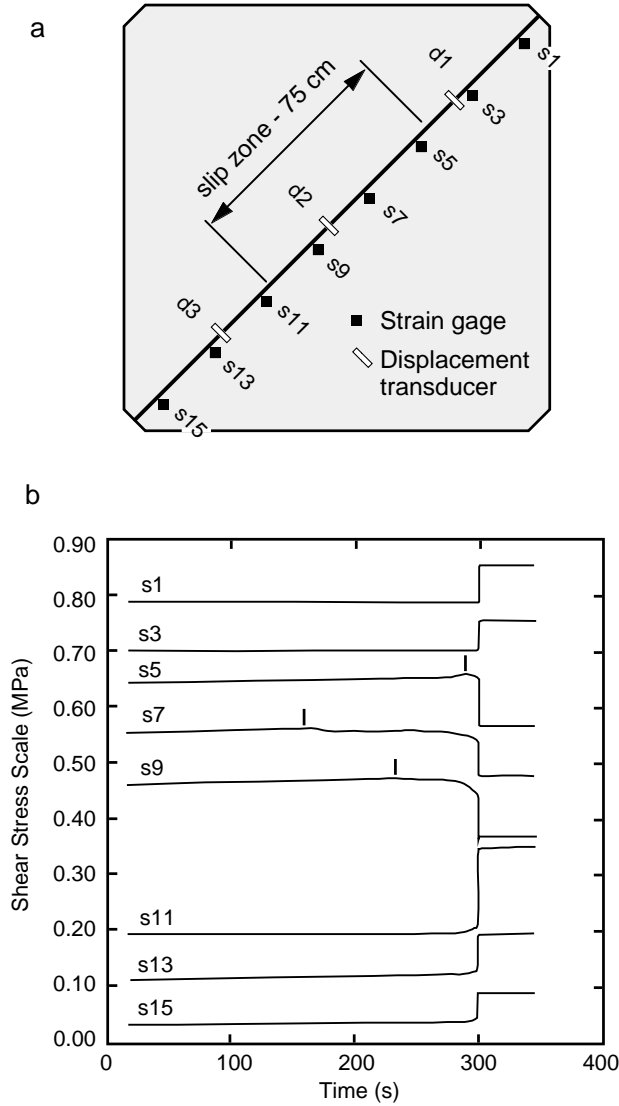 a
d1
s1
s3
slip zone - 75 cm
s5
d2
s7
s9
d3
s11
s13
s15
Strain gage
Displacement
transducer
b
Shear Stress Scale (MPa)
0.90
0.80
0.70
0.60
0.50
0.40
0.30
0.20
0.10
0.00
s1
s3
s5
s7
s9
s11
s13
s15
0
100
200
300
400
Time (s)